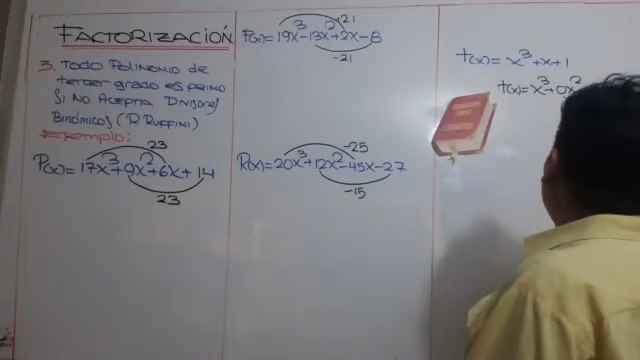 FACTORIZACIÓN
3. TODO POLINOMIO DE
tercer grado es PRIMO
Si NO ACEPTA DIVISORES
BINÓMICOS (R RUFFINI)
Ejemplo:
23
P(x)= 17x³+9x²+6x+14
23
21
P(x)= 19x³-13x²+2x-8
-21
-25
R(x)= 20x³+12x²-45x-27
-15
t(x)= x³+x+1
t(x)= x³+0x²